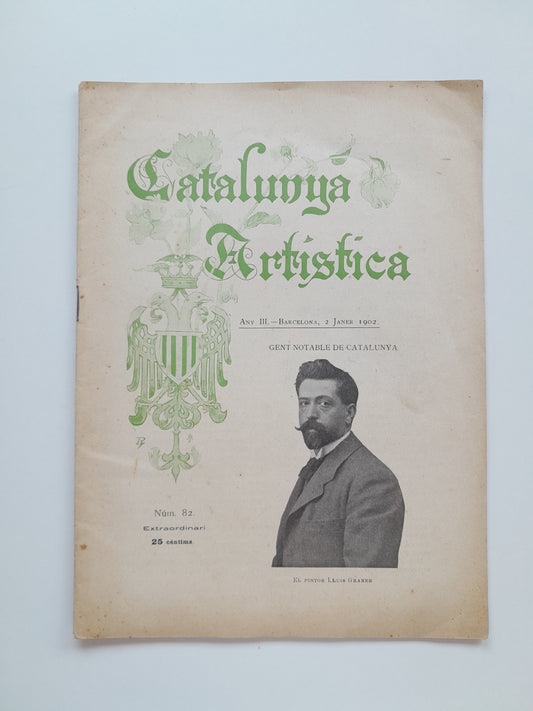 Catalunya
Artística
Any III.—Barcelona, 2 Janer 1902.
GENT NOTABLE DE CATALUNYA
Núm. 82.
Extraordinari
25 céntims.
El pintor Lluis Graner